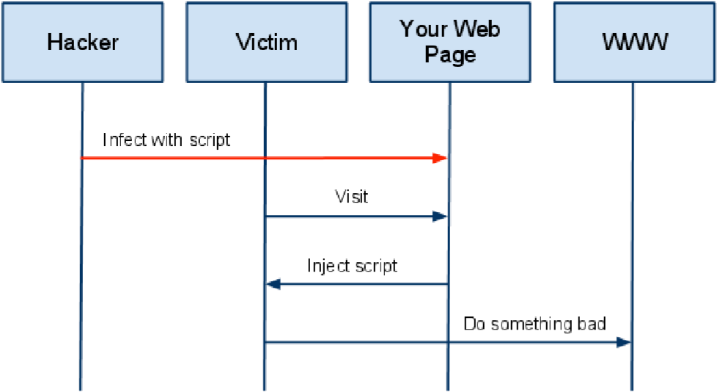 Hacker
Victim
Your Web
Page
WWW
Infect with script
Visit
Inject script
Do something bad